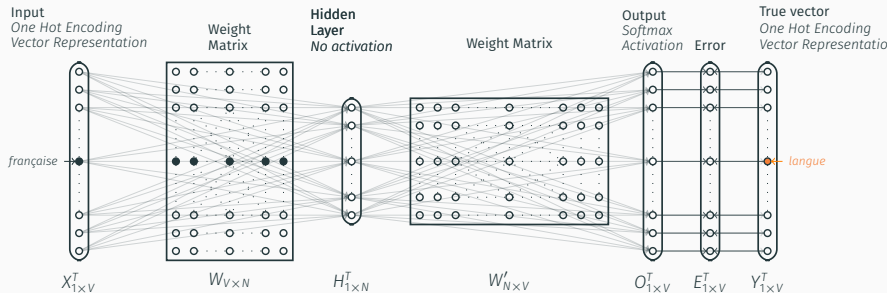 Input
One Hot Encoding
Vector Representation
Weight
Matrix
Hidden
Layer
No activation
Weight Matrix
Output
Softmax
Activation
Error
True vector
One Hot Encoding
Vector Representatio
française
langue
X^T_{1×V}
W_{V×N}
H^T_{1×N}
W'_{N×V}
O^T_{1×V}
E^T_{1×V}
Y^T_{1×V}